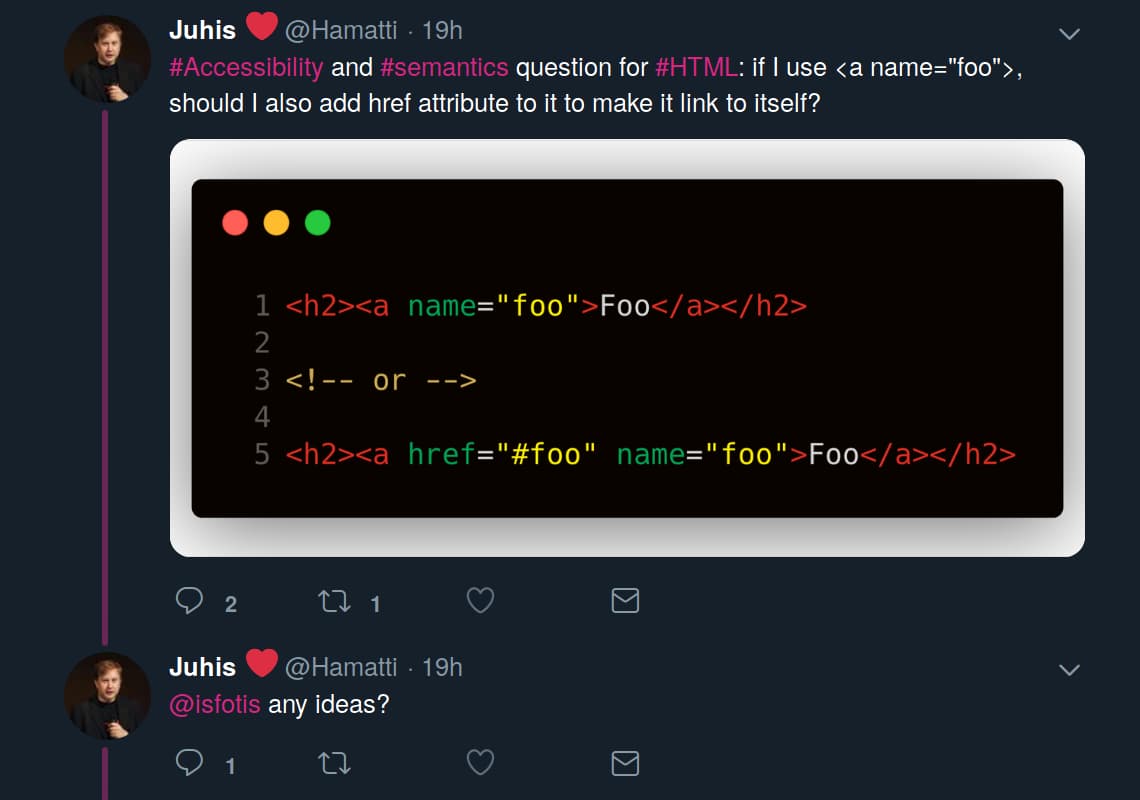 Juhis ❤️ @Hamatti · 19h
#Accessibility and #semantics question for #HTML: if I use <a name="foo">,
should I also add href attribute to it to make it link to itself?
1 <h2><a name="foo">Foo</a></h2>
2
3 <!-- or -->
4
5 <h2><a href="#foo" name="foo">Foo</a></h2>
2 1
Juhis ❤️ @Hamatti · 19h
@isfotis any ideas?
1